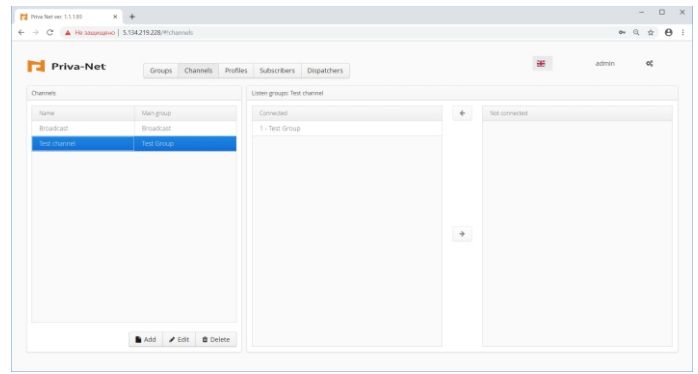 Priva Net ver. 1.1.130
Не защищено | 5.134.219.228/#!channels
Priva-Net
Groups Channels Profiles Subscribers Dispatchers
admin
Channels
Listen groups: Test channel
Name Main group
Connected
Not connected
Broadcast Broadcast
1 - Test Group
Test channel Test Group
Add Edit Delete